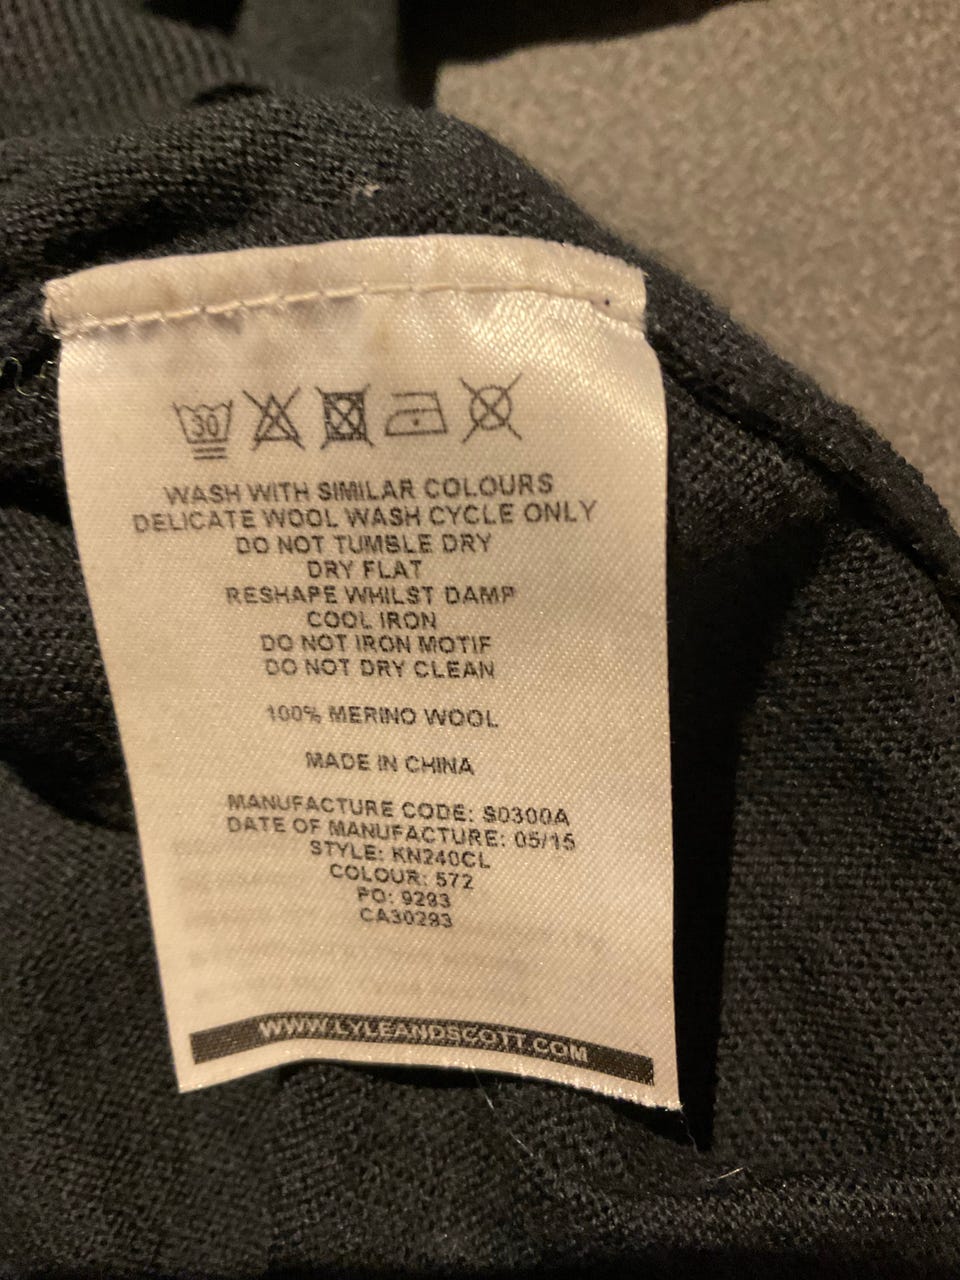 30
WASH WITH SIMILAR COLOURS
DELICATE WOOL WASH CYCLE ONLY
DO NOT TUMBLE DRY
DRY FLAT
RESHAPE WHILST DAMP
COOL IRON
DO NOT IRON MOTIF
DO NOT DRY CLEAN
100% MERINO WOOL
MADE IN CHINA
MANUFACTURE CODE: S0300A
DATE OF MANUFACTURE: 05/15
STYLE: KN240CL
COLOUR: 572
PO: 9293
CA30293
WWW.LYLEANDSCOTT.COM